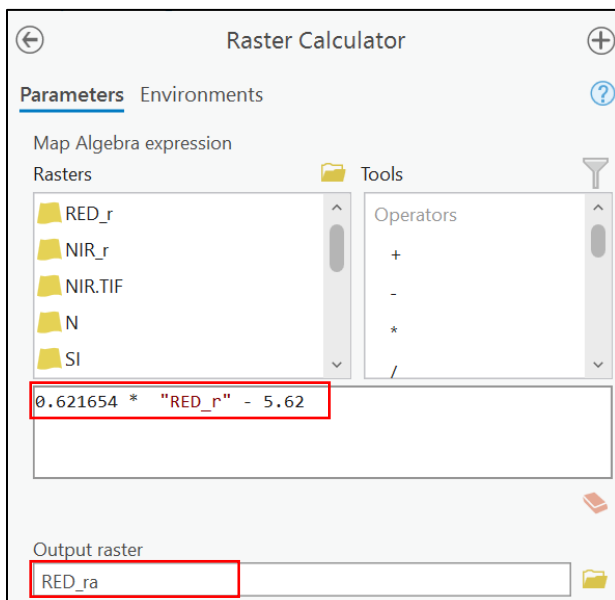 Raster Calculator
Parameters Environments
?
Map Algebra expression
Rasters Tools
RED_r
NIR_r
NIR.TIF
N
SI
Operators
+
-
*
/
0.621654 * "RED_r" - 5.62
Output raster
RED_ra